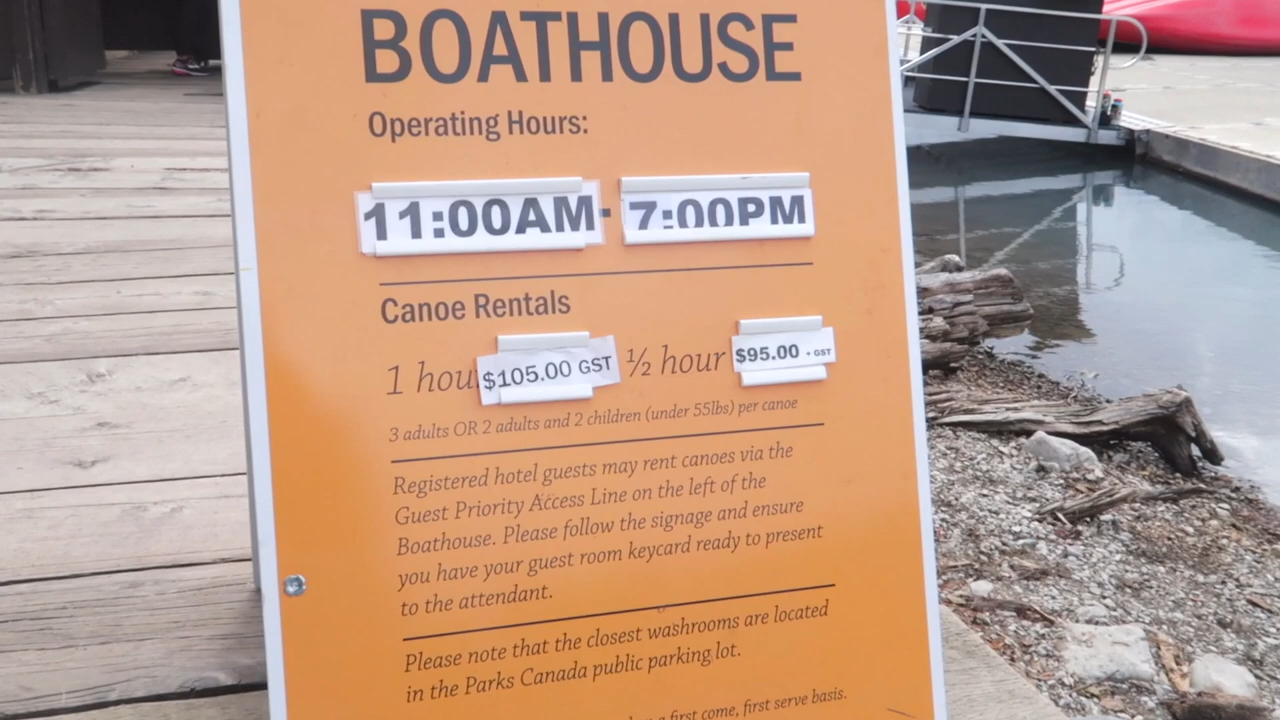 BOATHOUSE
Operating Hours:
11:00AM - 7:00PM
Canoe Rentals
1 hour $105.00 GST ½ hour $95.00 + GST
3 adults OR 2 adults and 2 children (under 55lbs) per canoe
Registered hotel guests may rent canoes via the
Guest Priority Access Line on the left of the
Boathouse. Please follow the signage and ensure
you have your guest room keycard ready to present
to the attendant.
Please note that the closest washrooms are located
in the Parks Canada public parking lot.
a first come, first serve basis.